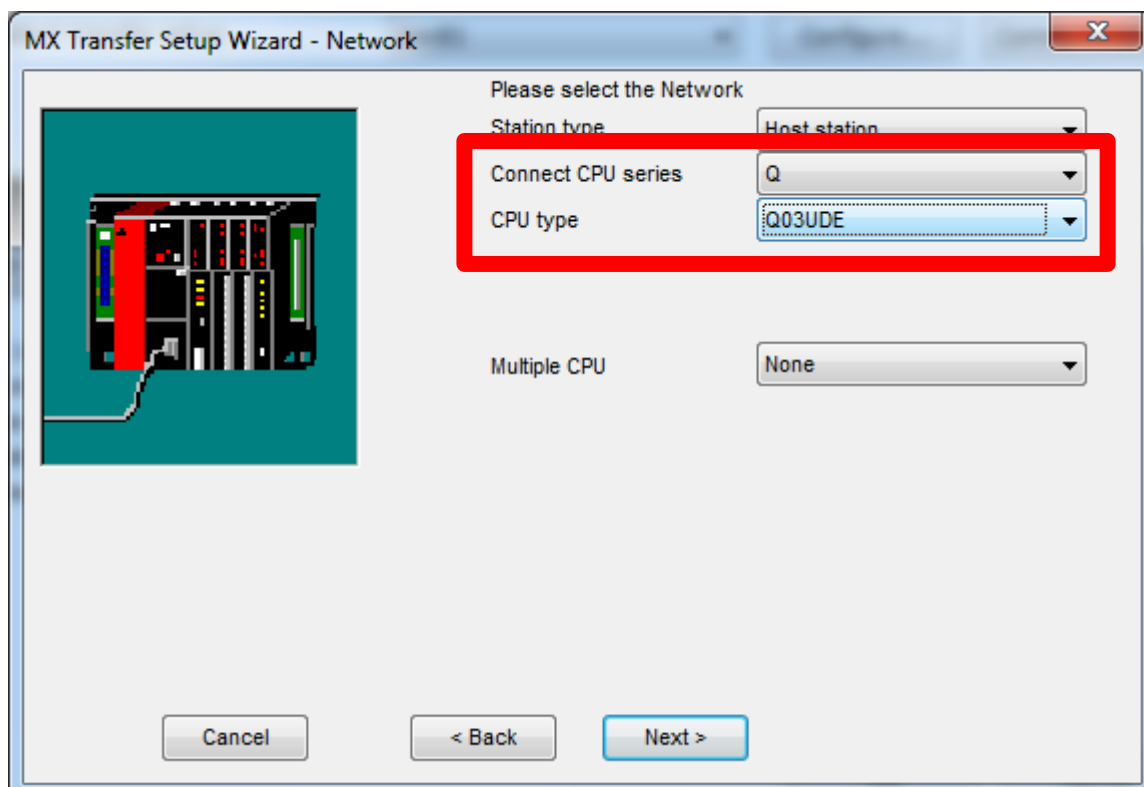 MX Transfer Setup Wizard - Network
Please select the Network
Station type Host station
Connect CPU series Q
CPU type Q03UDE
Multiple CPU None
Cancel < Back Next >